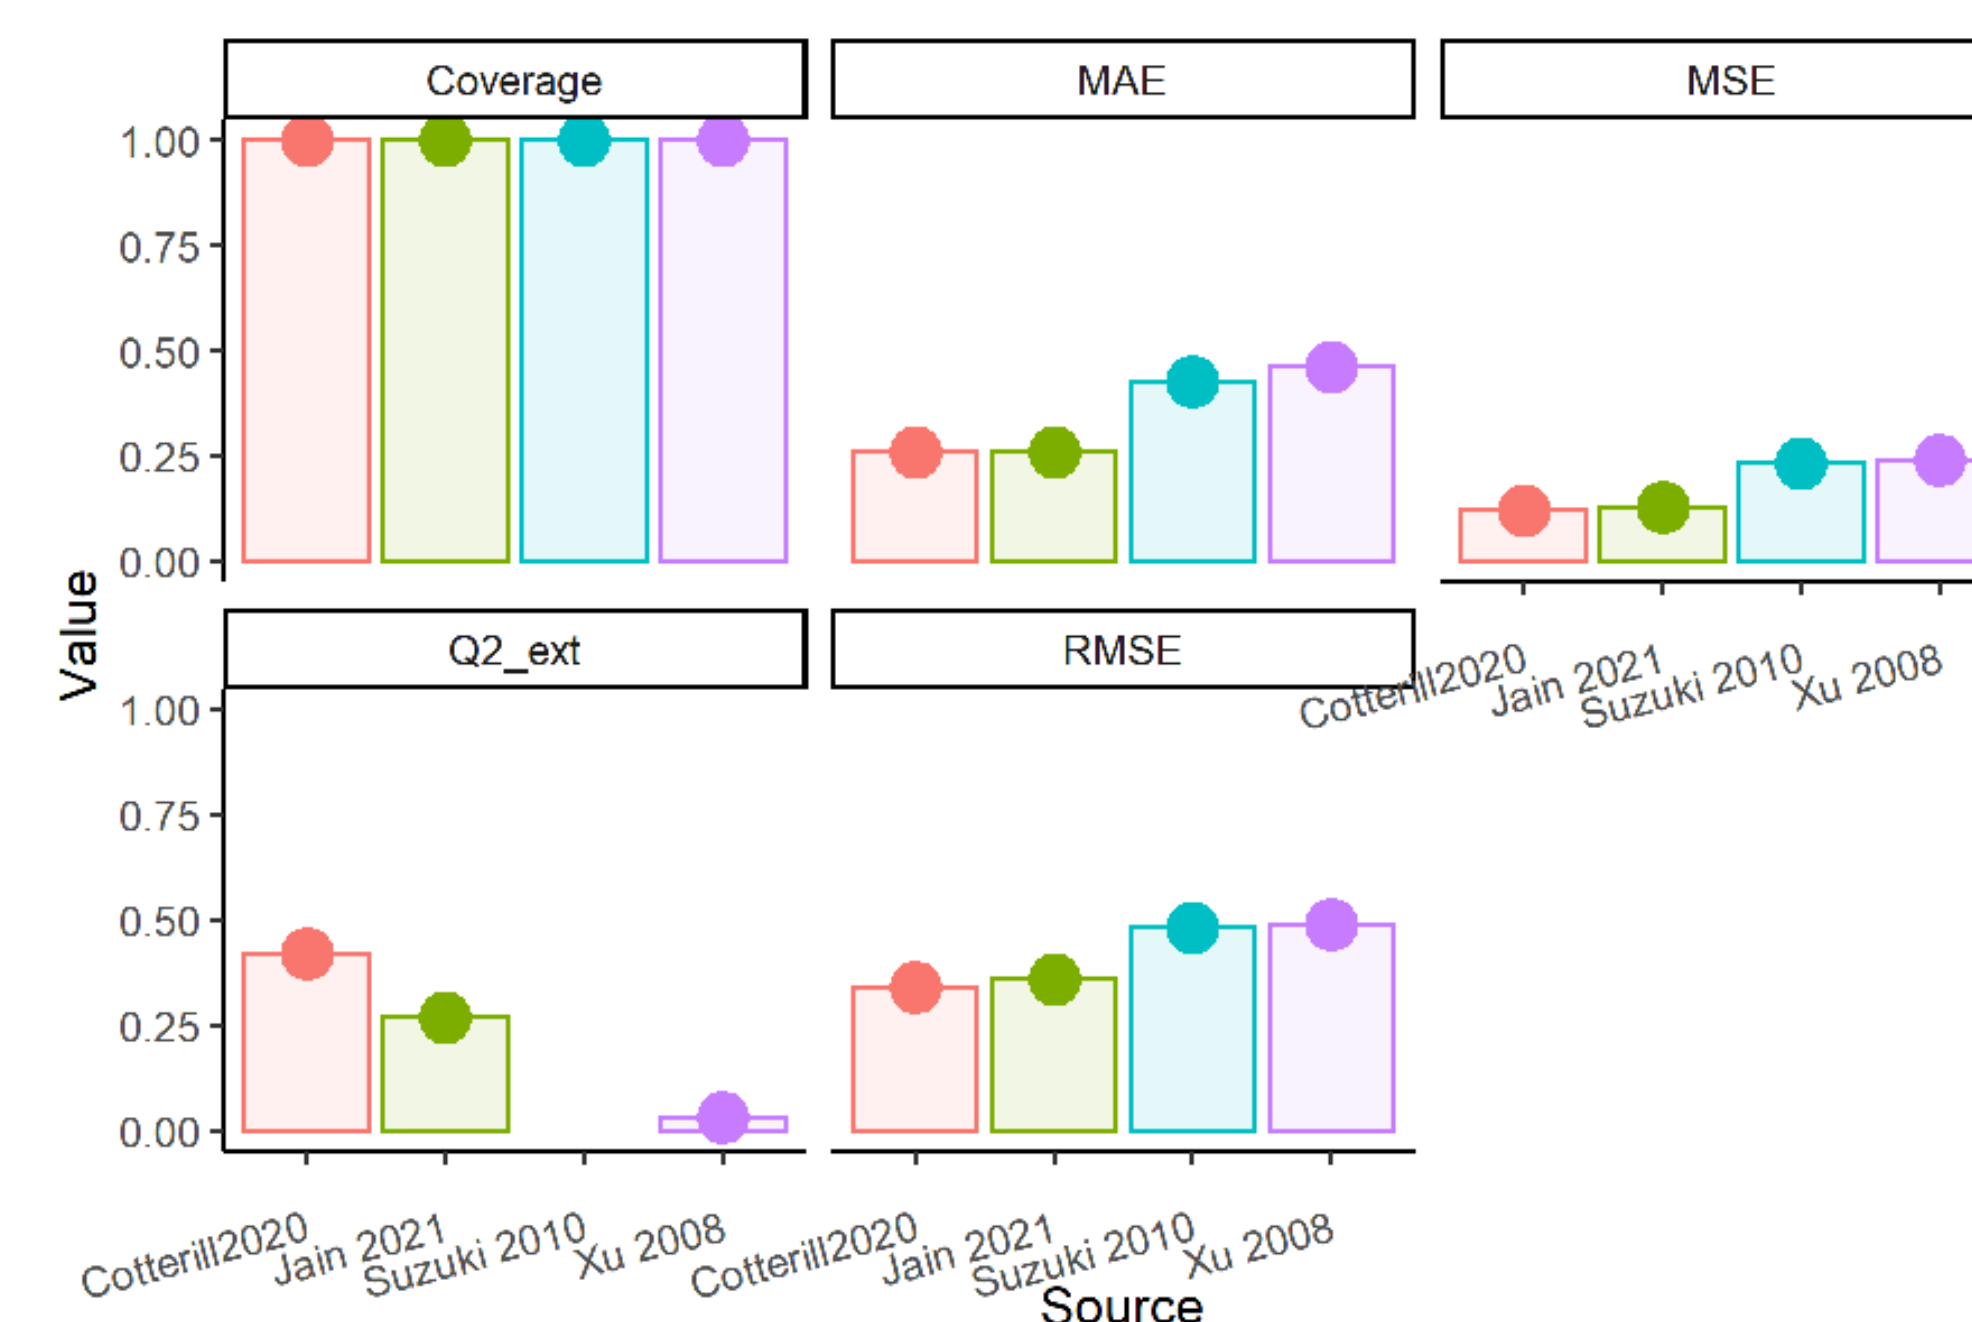 Coverage
MAE
MSE
1.00
0.75
0.50
0.25
0.00
Cotterill2020
Jain 2021
Suzuki 2010
Xu 2008
Value
Q2_ext
RMSE
1.00
0.75
0.50
0.25
0.00
Cotterill2020
Jain 2021
Suzuki 2010
Xu 2008
Cotterill2020
Jain 2021
Suzuki 2010
Xu 2008
Source